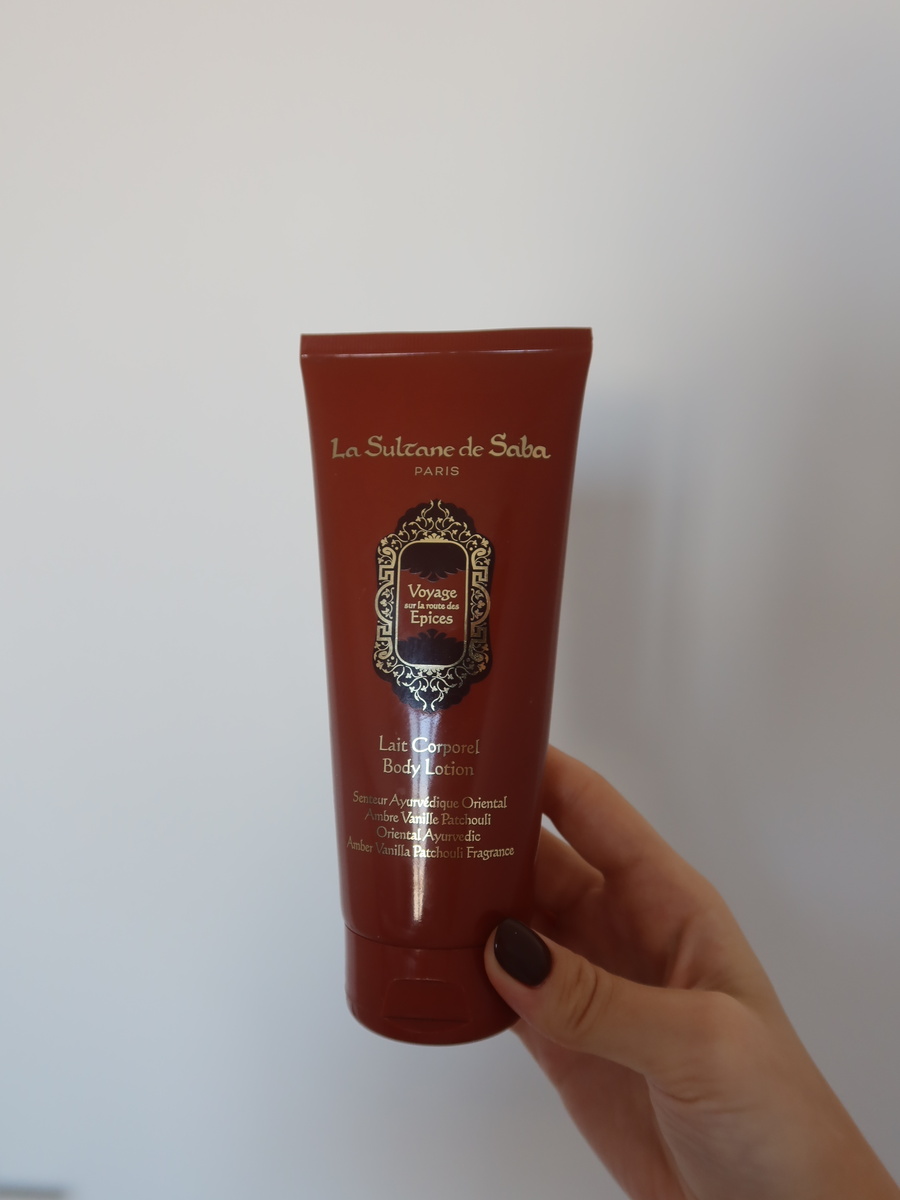 La Sultane de Saba
PARIS
Voyage
sur la route des
Epices
Lait Corporel
Body Lotion
Senteur Ayurvédique Oriental
Ambre Vanille Patchouli
Oriental Ayurvedic
Amber Vanilla Patchouli Fragrance